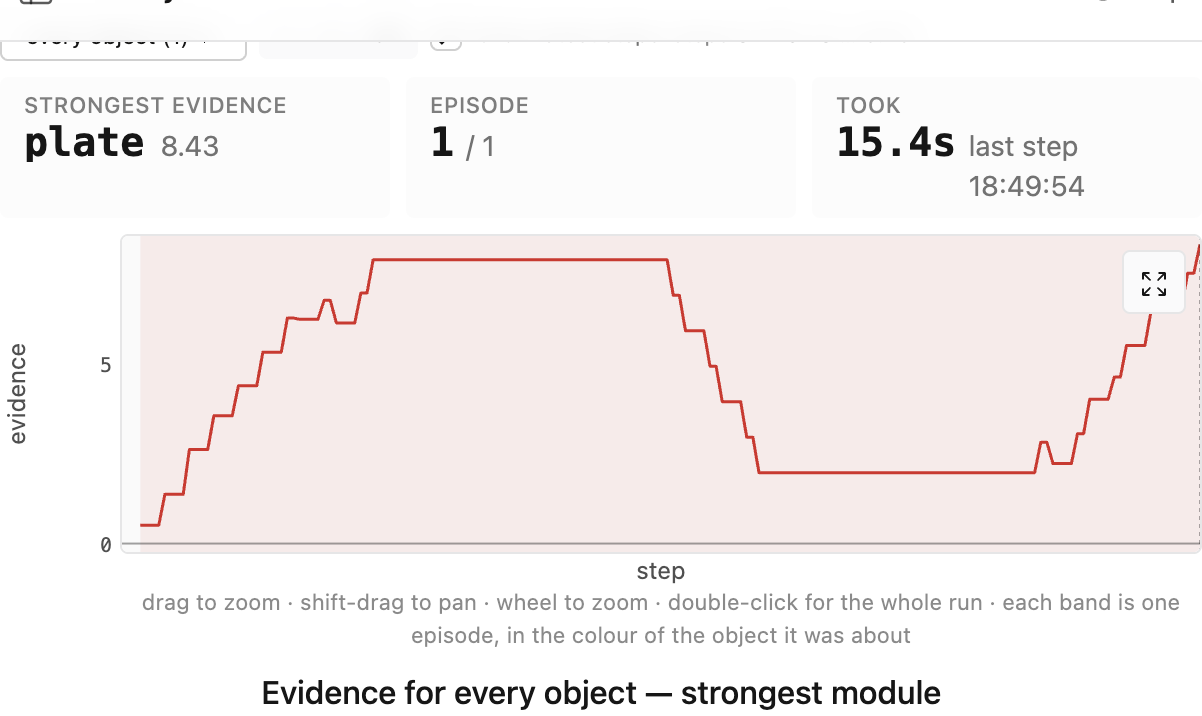 STRONGEST EVIDENCE
plate 8.43
EPISODE
1 / 1
TOOK
15.4s last step
18:49:54
evidence
5
0
step
drag to zoom · shift-drag to pan · wheel to zoom · double-click for the whole run · each band is one
episode, in the colour of the object it was about
Evidence for every object — strongest module